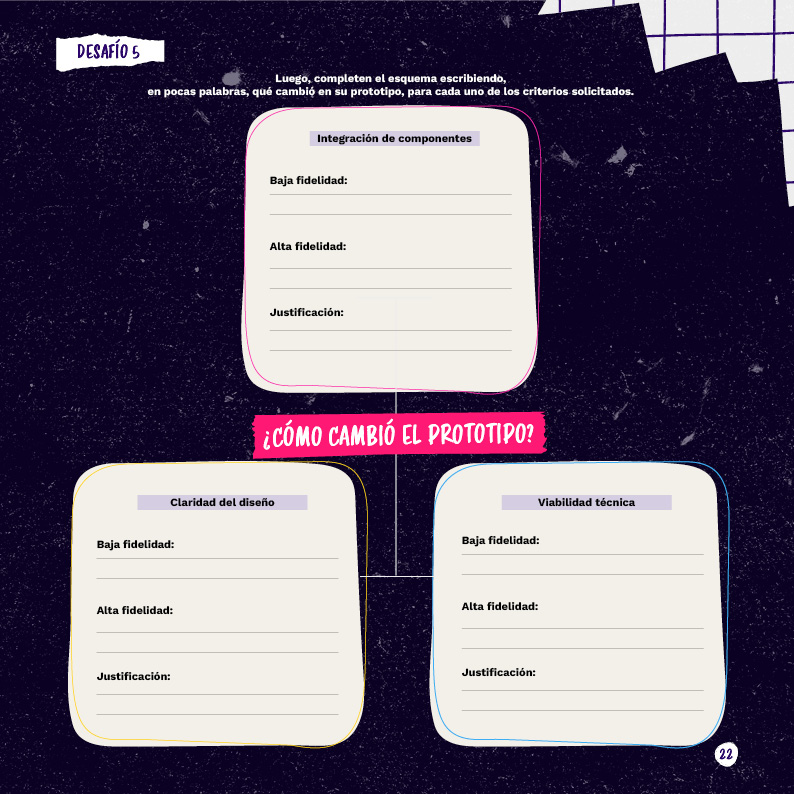 DESAFÍO 5
Luego, completen el esquema escribiendo,
en pocas palabras, qué cambió en su prototipo, para cada uno de los criterios solicitados.
Integración de componentes
Baja fidelidad:
Alta fidelidad:
Justificación:
¿CÓMO CAMBIÓ EL PROTOTIPO?
Claridad del diseño
Baja fidelidad:
Alta fidelidad:
Justificación:
Viabilidad técnica
Baja fidelidad:
Alta fidelidad:
Justificación:
22